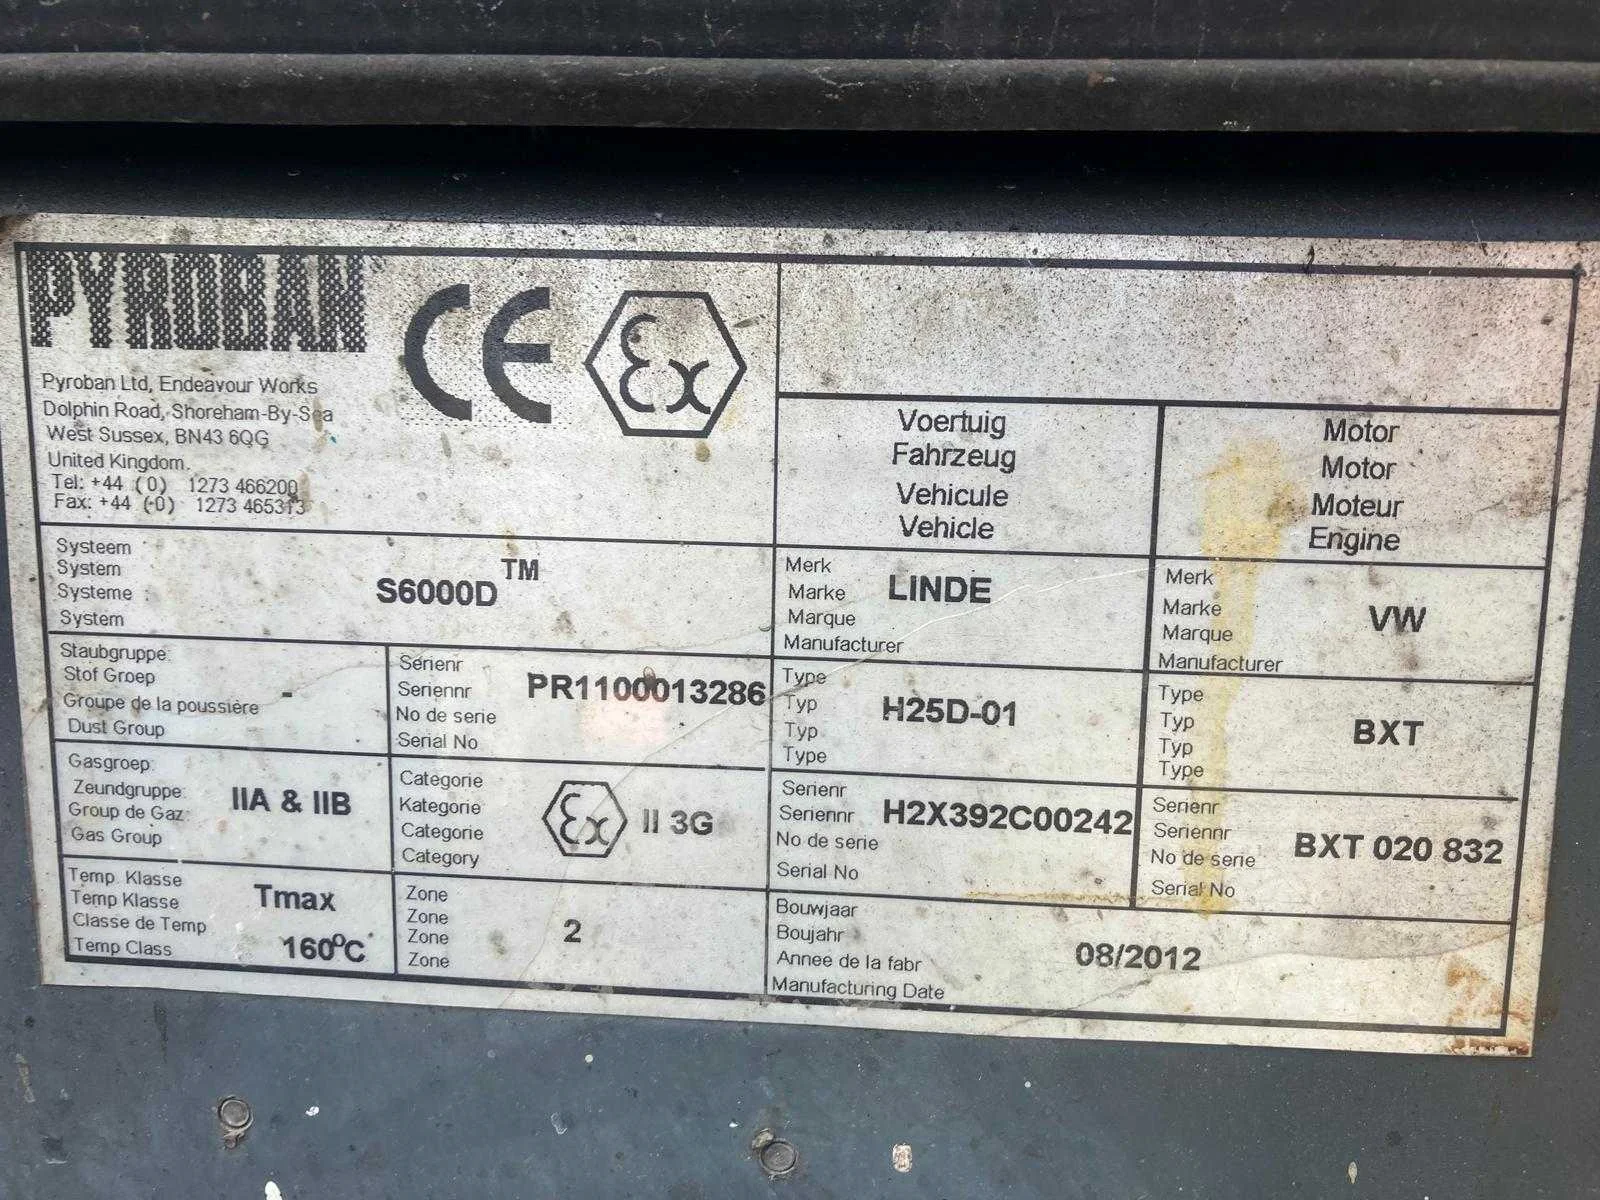 PYROBAN
CE Ex
Pyroban Ltd, Endeavour Works
Dolphin Road, Shoreham-By-Sea
West Sussex, BN43 6QG
United Kingdom.
Tel: +44 (0) 1273 466200
Fax: +44 (-0) 1273 465313
Voertuig
Fahrzeug
Vehicule
Vehicle
Motor
Motor
Moteur
Engine
Systeem
System
Systeme :
System
S6000D™
Merk
Marke
Marque
Manufacturer
LINDE
Merk
Marke
Marque
Manufacturer
VW
Staubgruppe:
Stof Groep
Groupe de la poussière
Dust Group
-
Serienr
Seriennr
No de serie
Serial No
PR1100013286
Type
Typ
Typ
Type
H25D-01
Type
Typ
Typ
Type
BXT
Gasgroep:
Zeundgruppe:
Group de Gaz:
Gas Group
IIA & IIB
Categorie
Kategorie
Categorie
Category
Ex II 3G
Serienr
Seriennr
No de serie
Serial No
H2X392C00242
Serienr
Seriennr
No de serie
Serial No
BXT 020 832
Temp. Klasse
Temp Klasse
Classe de Temp
Temp Class
Tmax
160°C
Zone
Zone
Zone
Zone
2
Bouwjaar
Boujahr
Annee de la fabr
Manufacturing Date
08/2012